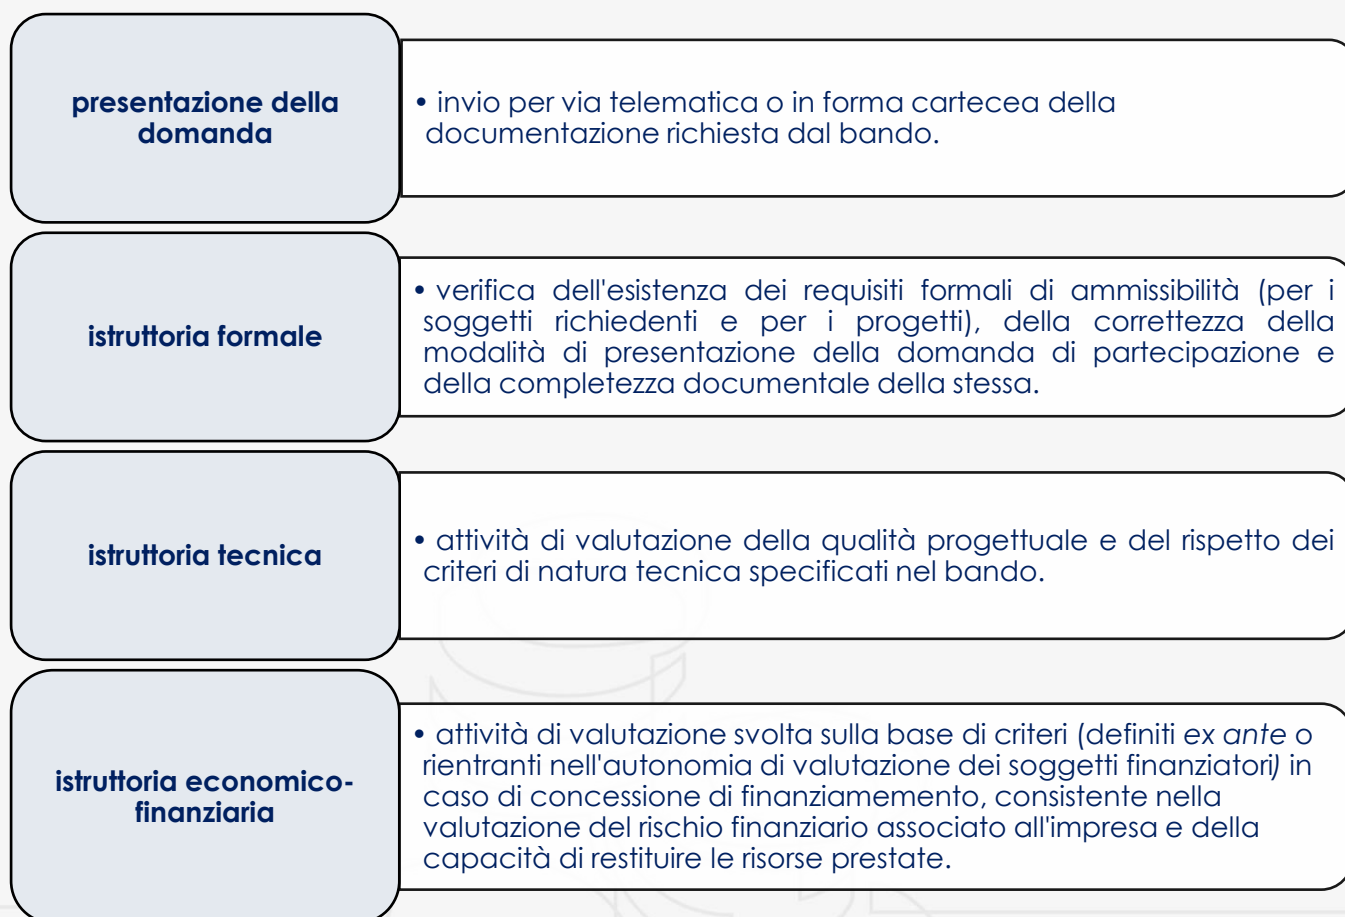 presentazione della
domanda
• invio per via telematica o in forma cartecea della
documentazione richiesta dal bando.
istruttoria formale
• verifica dell'esistenza dei requisiti formali di ammissibilità (per i
soggetti richiedenti e per i progetti), della correttezza della
modalità di presentazione della domanda di partecipazione e
della completezza documentale della stessa.
istruttoria tecnica
• attività di valutazione della qualità progettuale e del rispetto dei
criteri di natura tecnica specificati nel bando.
istruttoria economico-
finanziaria
• attività di valutazione svolta sulla base di criteri (definiti ex ante o
rientranti nell'autonomia di valutazione dei soggetti finanziatori) in
caso di concessione di finanziamemento, consistente nella
valutazione del rischio finanziario associato all'impresa e della
capacità di restituire le risorse prestate.